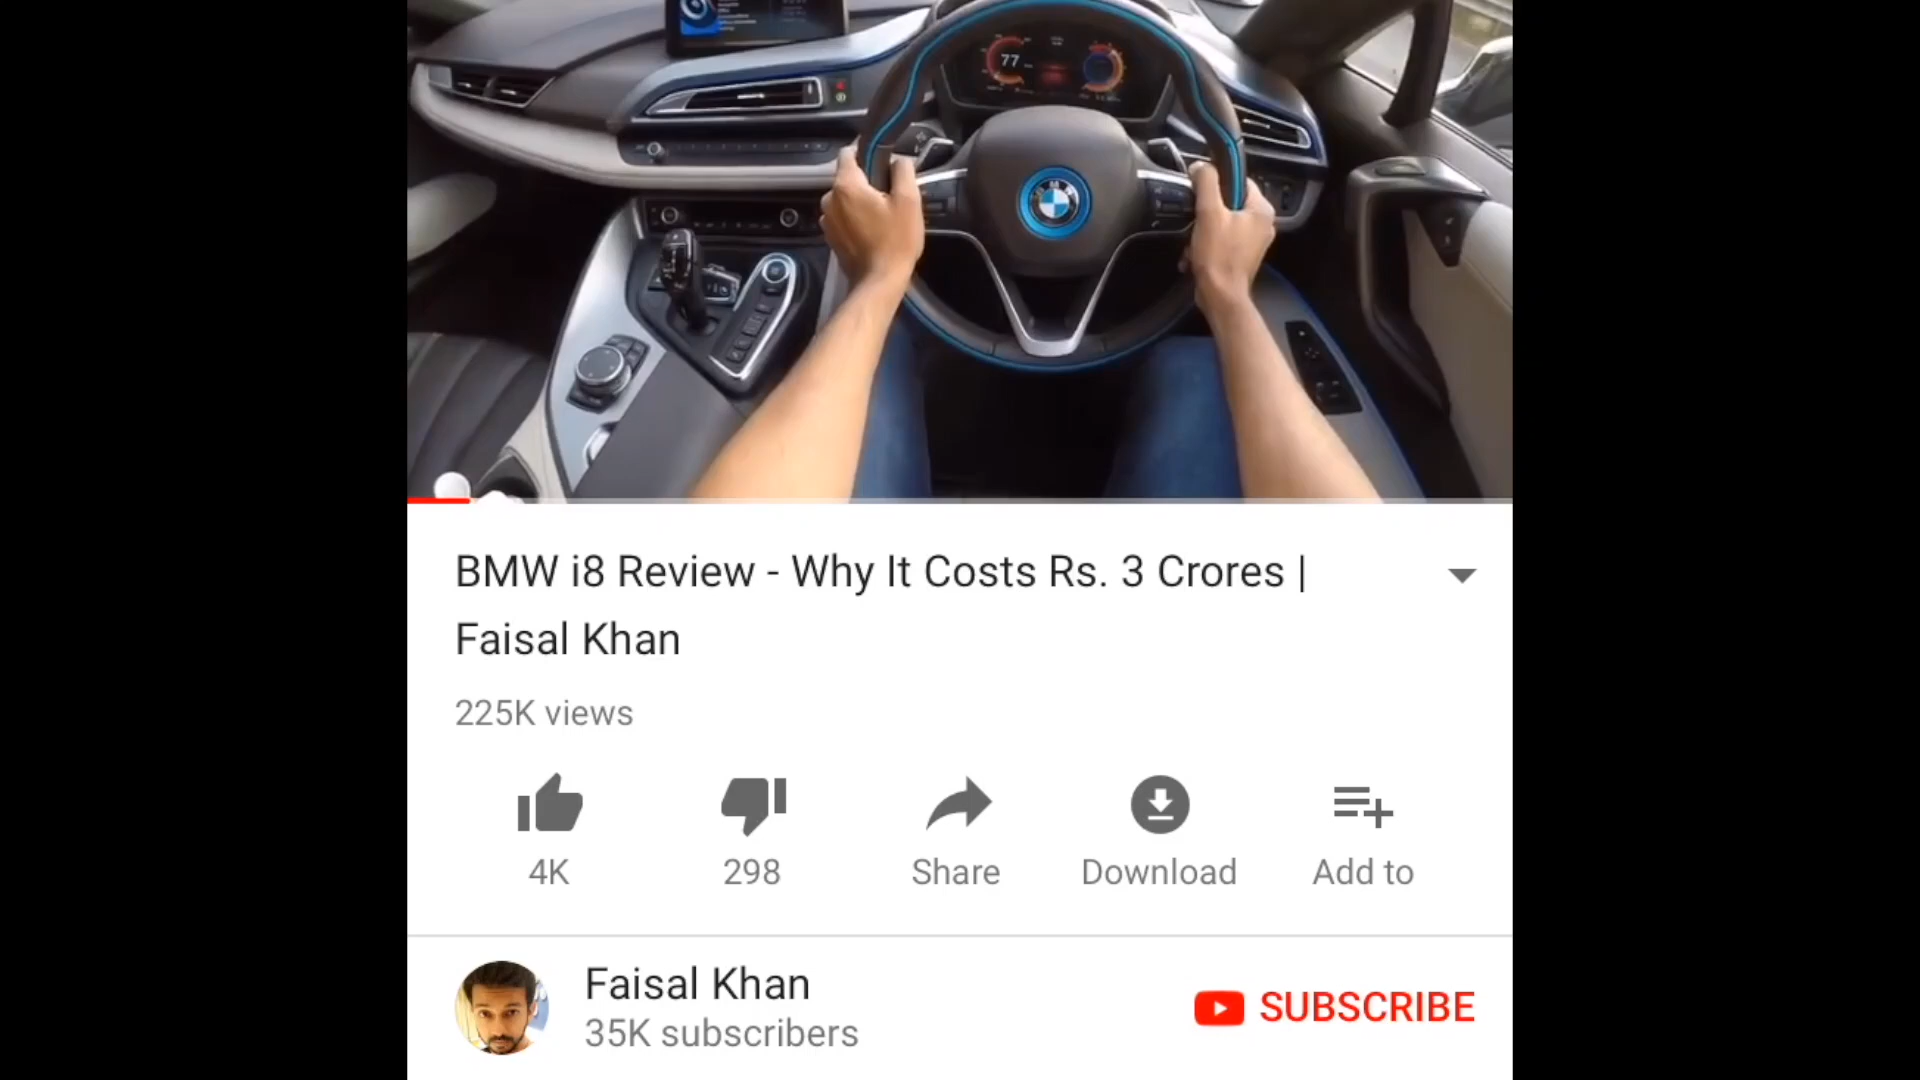 77
BMW i8 Review - Why It Costs Rs. 3 Crores |
Faisal Khan
225K views
4K
298
Share
Download
Add to
Faisal Khan
35K subscribers
SUBSCRIBE